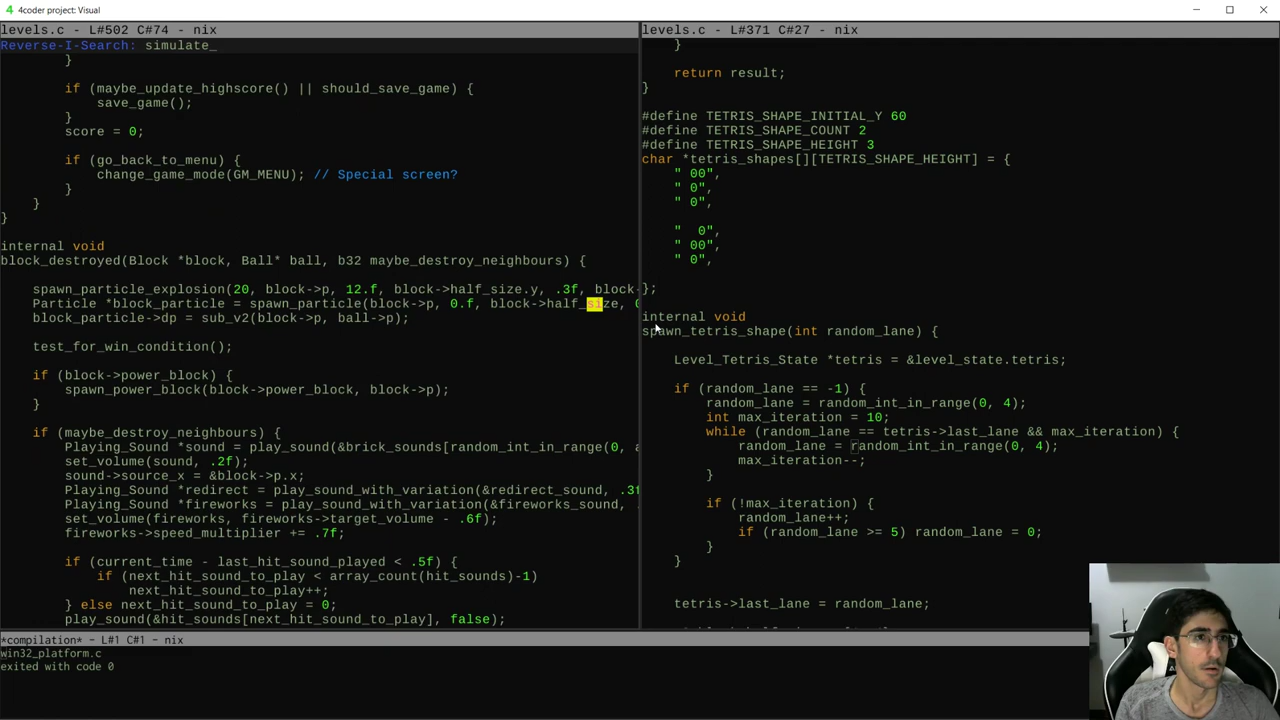 4coder project: Visual
levels.c - L#502 C#74 - nix
Reverse-I-Search: simulate_
        }
        if (maybe_update_highscore() || should_save_game) {
            save_game();
        }
        score = 0;
        if (go_back_to_menu) {
            change_game_mode(GM_MENU); // Special screen?
        }
    }
}
internal void
block_destroyed(Block *block, Ball* ball, b32 maybe_destroy_neighbours) {
    spawn_particle_explosion(20, block->p, 12.f, block->half_size.y, .3f, block-
    Particle *block_particle = spawn_particle(block->p, 0.f, block->half_size, 0
    block_particle->dp = sub_v2(block->p, ball->p);
    test_for_win_condition();
    if (block->power_block) {
        spawn_power_block(block->power_block, block->p);
    }
    if (maybe_destroy_neighbours) {
        Playing_Sound *sound = play_sound(&brick_sounds[random_int_in_range(0, a
        set_volume(sound, .2f);
        sound->source_x = &block->p.x;
        Playing_Sound *redirect = play_sound_with_variation(&redirect_sound, .3f
        Playing_Sound *fireworks = play_sound_with_variation(&fireworks_sound, .
        set_volume(fireworks, fireworks->target_volume - .6f);
        fireworks->speed_multiplier += .7f;
        if (current_time - last_hit_sound_played < .5f) {
            if (next_hit_sound_to_play < array_count(hit_sounds)-1)
                next_hit_sound_to_play++;
        } else next_hit_sound_to_play = 0;
        play_sound(&hit_sounds[next_hit_sound_to_play], false);
levels.c - L#371 C#27 - nix
    }
    return result;
}
#define TETRIS_SHAPE_INITIAL_Y 60
#define TETRIS_SHAPE_COUNT 2
#define TETRIS_SHAPE_HEIGHT 3
char *tetris_shapes[][TETRIS_SHAPE_HEIGHT] = {
    " 00",
    " 0",
    " 0",
    "  0",
    " 00",
    " 0",
};
internal void
spawn_tetris_shape(int random_lane) {
    Level_Tetris_State *tetris = &level_state.tetris;
    if (random_lane == -1) {
        random_lane = random_int_in_range(0, 4);
        int max_iteration = 10;
        while (random_lane == tetris->last_lane && max_iteration) {
            random_lane = random_int_in_range(0, 4);
            max_iteration--;
        }
        if (!max_iteration) {
            random_lane++;
            if (random_lane >= 5) random_lane = 0;
        }
    }
    tetris->last_lane = random_lane;
*compilation* - L#1 C#1 - nix
win32_platform.c
exited with code 0